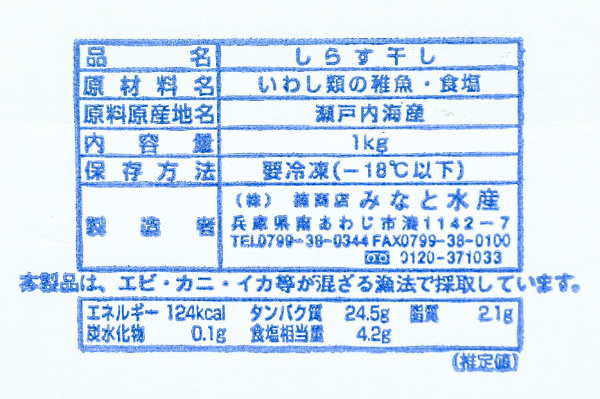 品名 しらす干し
原材料名 いわし類の稚魚・食塩
原料原産地名 瀬戸内海産
内容量 1kg
保存方法 要冷凍(-18℃以下)
製造者 (株) 楠商店 みなと水産
兵庫県南あわじ市湊1142-7
TEL0799-38-0344 FAX0799-38-0100
0120-371033
本製品は、エビ・カニ・イカ等が混ざる漁法で採取しています。
エネルギー 124kcal タンパク質 24.5g 脂質 2.1g
炭水化物 0.1g 食塩相当量 4.2g
(推定値)